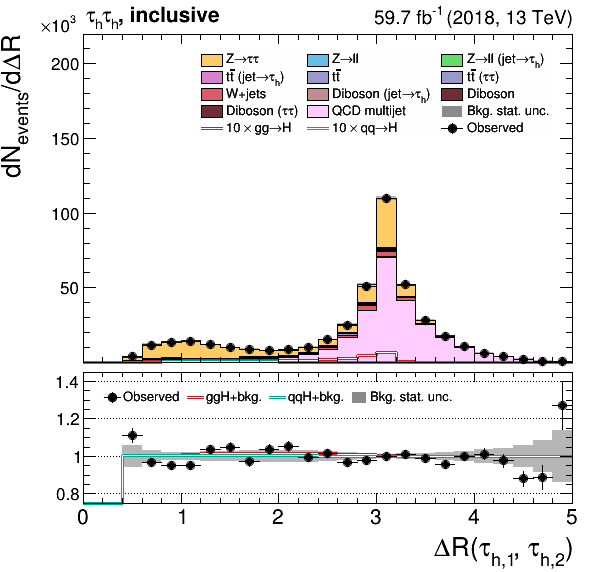 ×10³ τₕτₕ, inclusive 59.7 fb⁻¹ (2018, 13 TeV)
dN_events/dΔR
200
150
100
50
Z→ττ Z→ll Z→ll (jet→τₕ)
tt̄ (jet→τₕ) tt̄ tt̄ (ττ)
W+jets Diboson (jet→τₕ) Diboson
Diboson (ττ) QCD multijet Bkg. stat. unc.
10 × gg→H 10 × qq→H Observed
1.4
1.2
1
0.8
Observed ggH+bkg. qqH+bkg. Bkg. stat. unc.
0 1 2 3 4 5
ΔR(τ_h,1, τ_h,2)